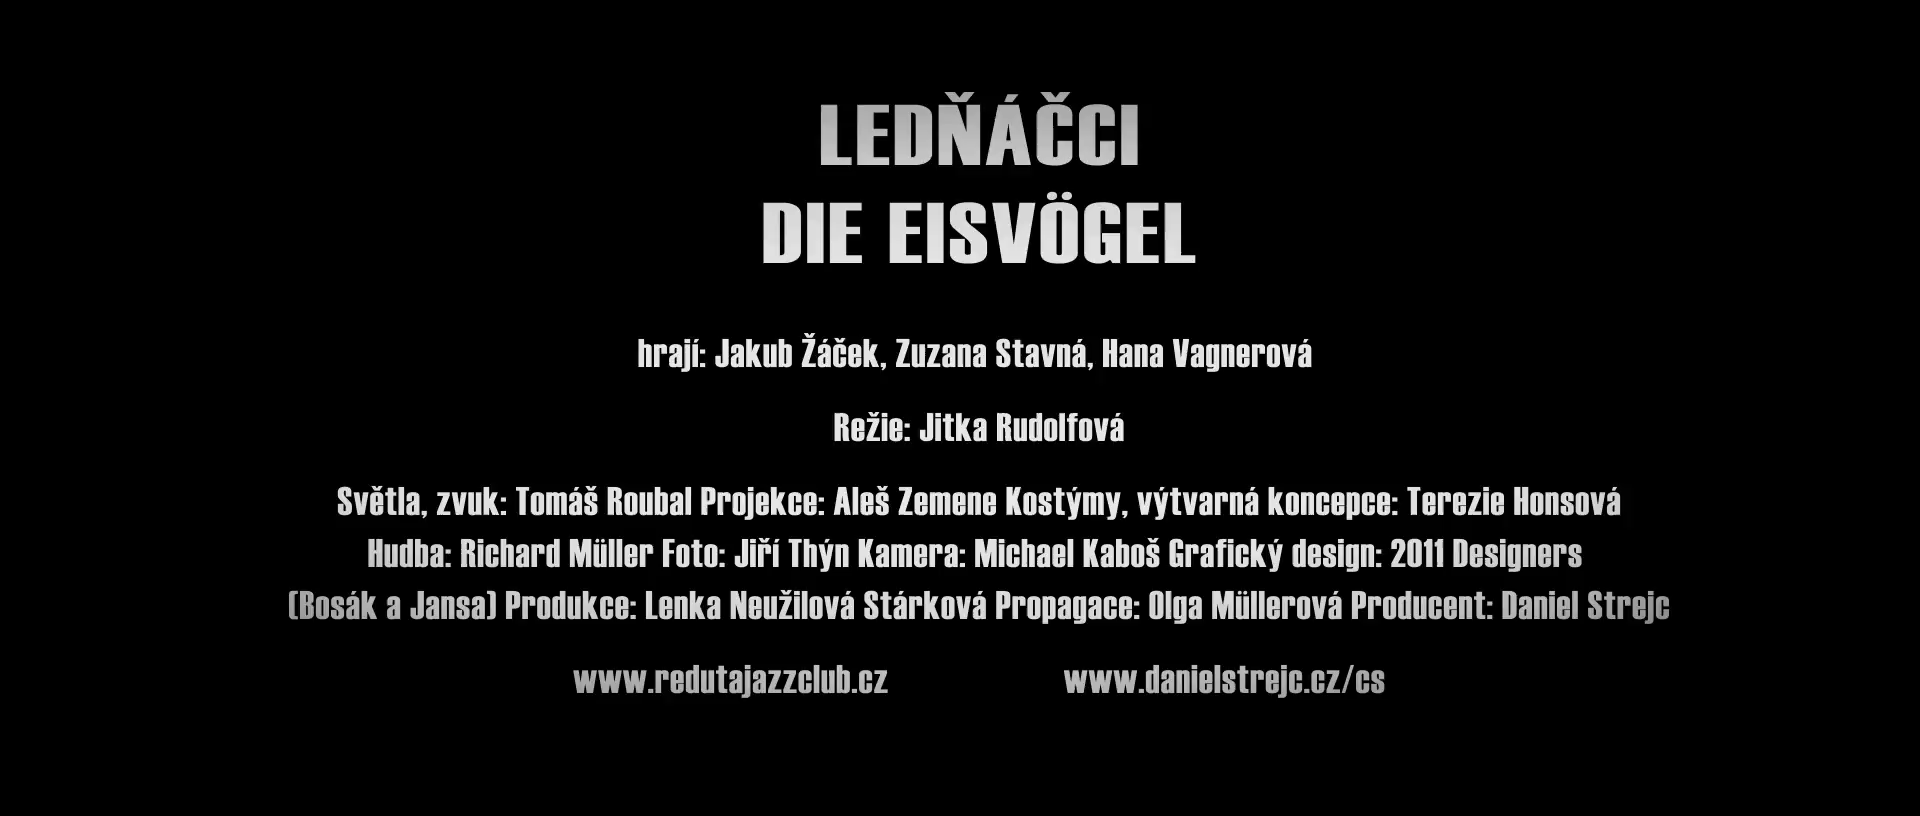 LEDŇÁČCI
DIE EISVÖGEL
hrají: Jakub Žáček, Zuzana Stavná, Hana Vagnerová
Režie: Jitka Rudolfová
Světla, zvuk: Tomáš Roubal Projekce: Aleš Zemene Kostýmy, výtvarná koncepce: Terezie Honsová
Hudba: Richard Müller Foto: Jiří Thýn Kamera: Michael Kaboš Grafický design: 2011 Designers
(Bosák a Jansa) Produkce: Lenka Neužilová Stárková Propagace: Olga Müllerová Producent: Daniel Strejc
www.redutajazzclub.cz www.danielstrejc.cz/cs